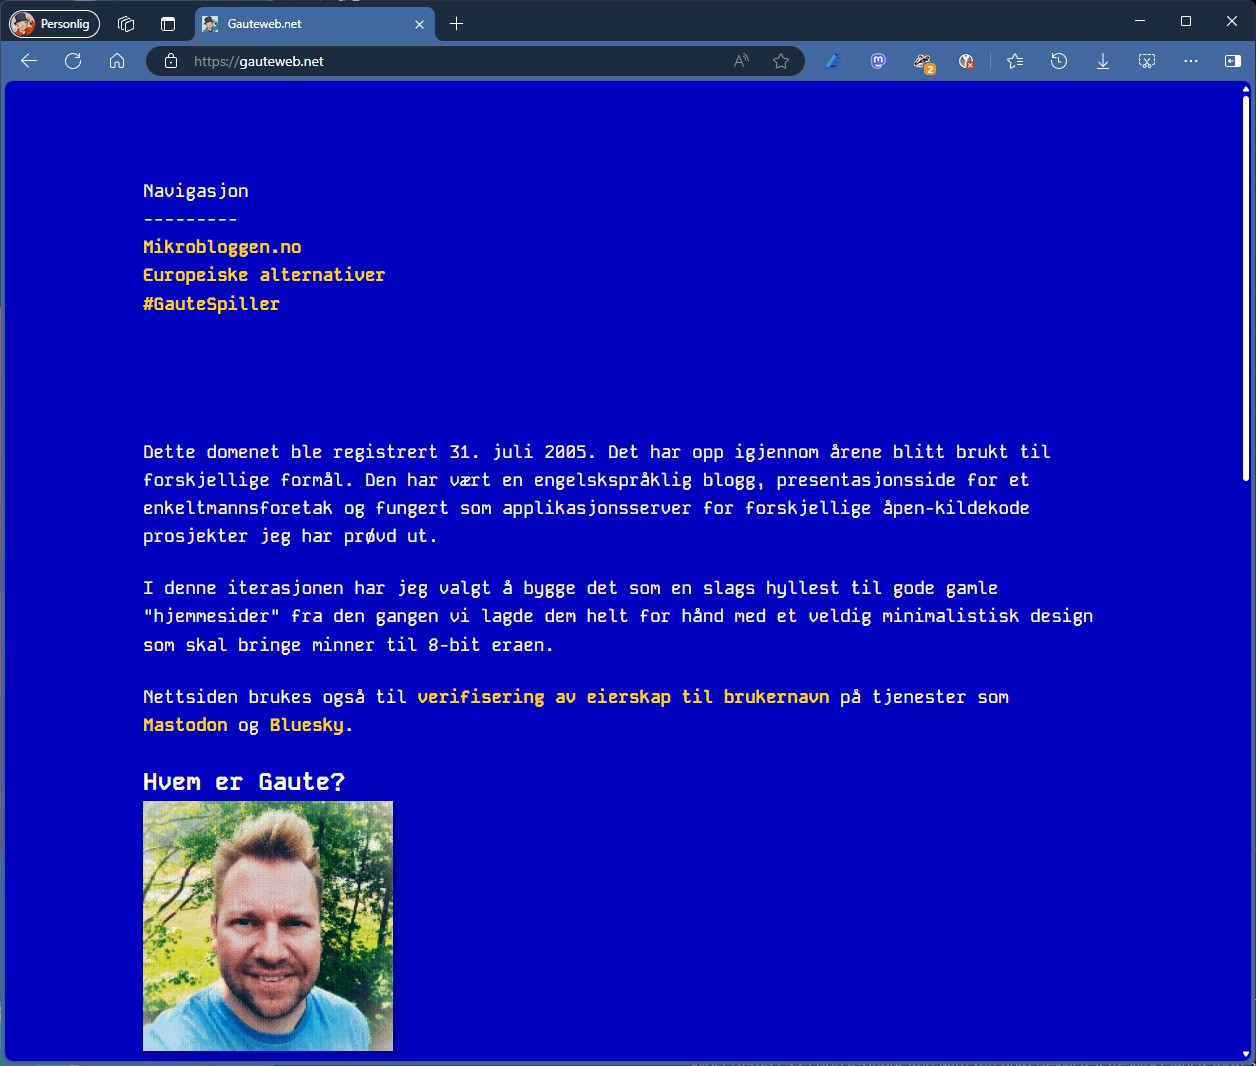 Personlig
Gauteweb.net
https://gauteweb.net
2
Navigasjon
---------
Mikrobloggen.no
Europeiske alternativer
#GauteSpiller
Dette domenet ble registrert 31. juli 2005. Det har opp igjennom årene blitt brukt til
forskjellige formål. Den har vært en engelskspråklig blogg, presentasjonsside for et
enkeltmannsforetak og fungert som applikasjonsserver for forskjellige åpen-kildekode
prosjekter jeg har prøvd ut.
I denne iterasjonen har jeg valgt å bygge det som en slags hyllest til gode gamle
"hjemmesider" fra den gangen vi lagde dem helt for hånd med et veldig minimalistisk design
som skal bringe minner til 8-bit eraen.
Nettsiden brukes også til verifisering av eierskap til brukernavn på tjenester som
Mastodon og Bluesky.
Hvem er Gaute?